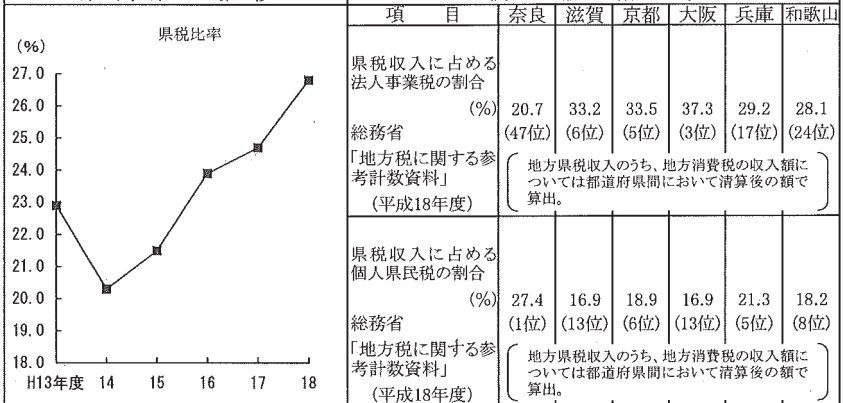 県税比率
(%)
27.0
26.0
25.0
24.0
23.0
22.0
21.0
20.0
19.0
18.0
H13年度 14 15 16 17 18
項 目 奈良 滋賀 京都 大阪 兵庫 和歌山
県税収入に占める
法人事業税の割合
(%) 20.7 33.2 33.5 37.3 29.2 28.1
総務省 (47位) (6位) (5位) (3位) (17位) (24位)
「地方税に関する参
考計数資料」
(平成18年度)
地方県税収入のうち、地方消費税の収入額に
ついては都道府県間において清算後の額で
算出。
県税収入に占める
個人県民税の割合
(%) 27.4 16.9 18.9 16.9 21.3 18.2
総務省 (1位) (13位) (6位) (13位) (5位) (8位)
「地方税に関する参
考計数資料」
(平成18年度)
地方県税収入のうち、地方消費税の収入額に
ついては都道府県間において清算後の額で
算出。